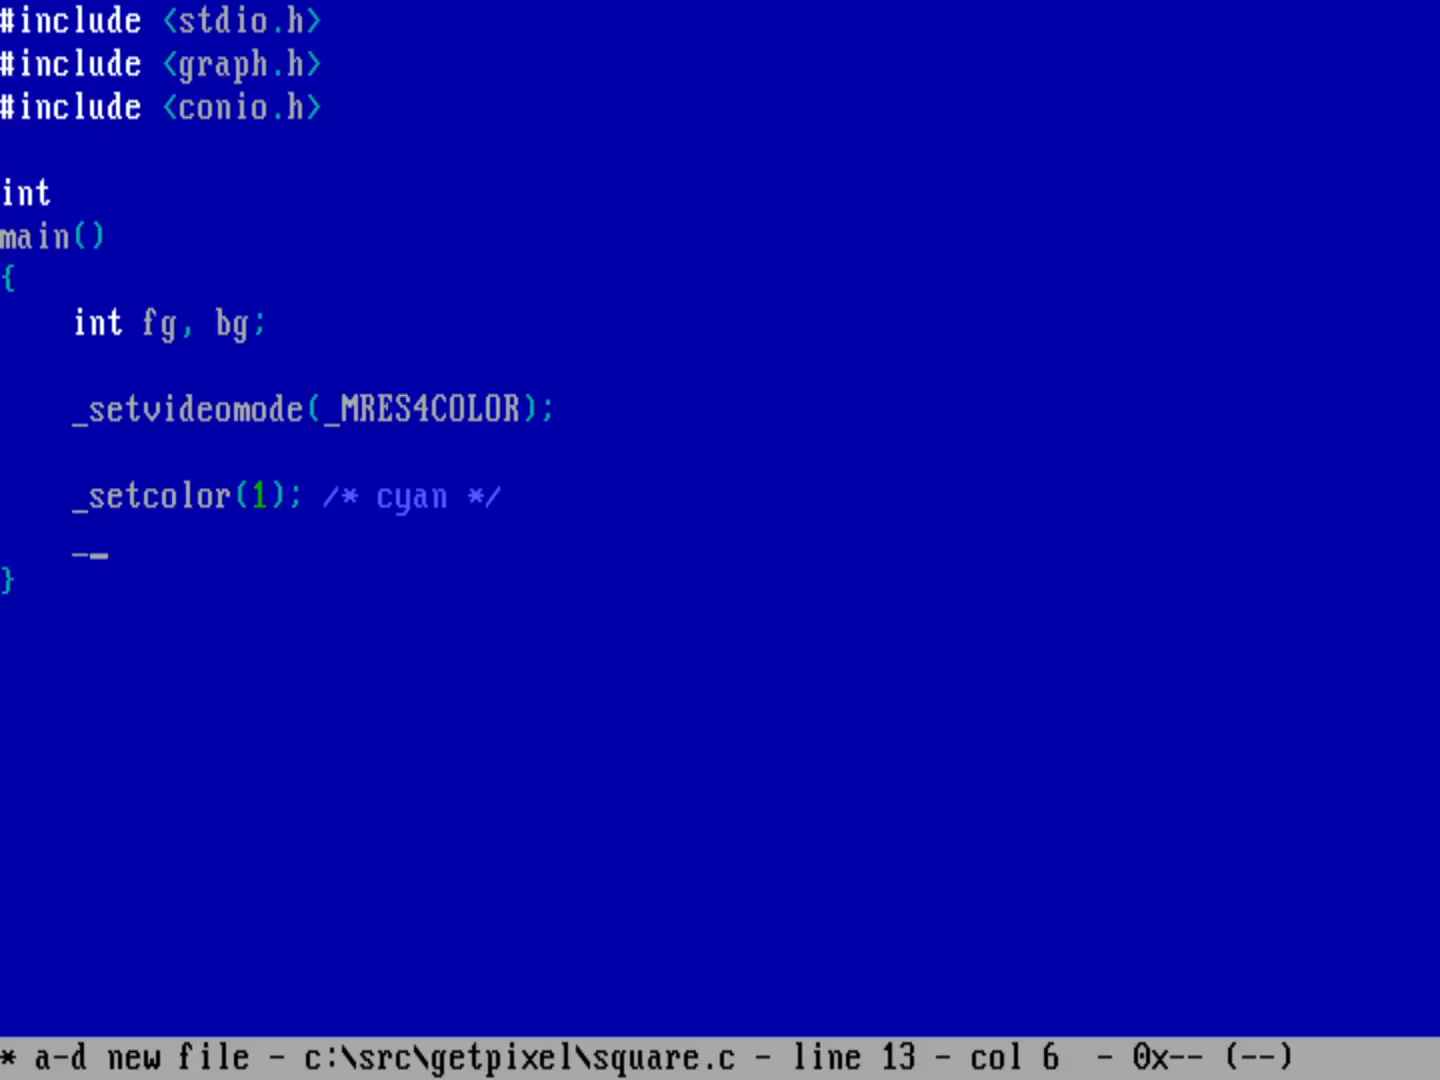 #include <stdio.h>
#include <graph.h>
#include <conio.h>
int
main()
{
int fg, bg;
_setvideomode(_MRES4COLOR);
_setcolor(1); /* cyan */
_
}
* a-d new file - c:\src\getpixel\square.c - line 13 - col 6 - 0x-- (--)